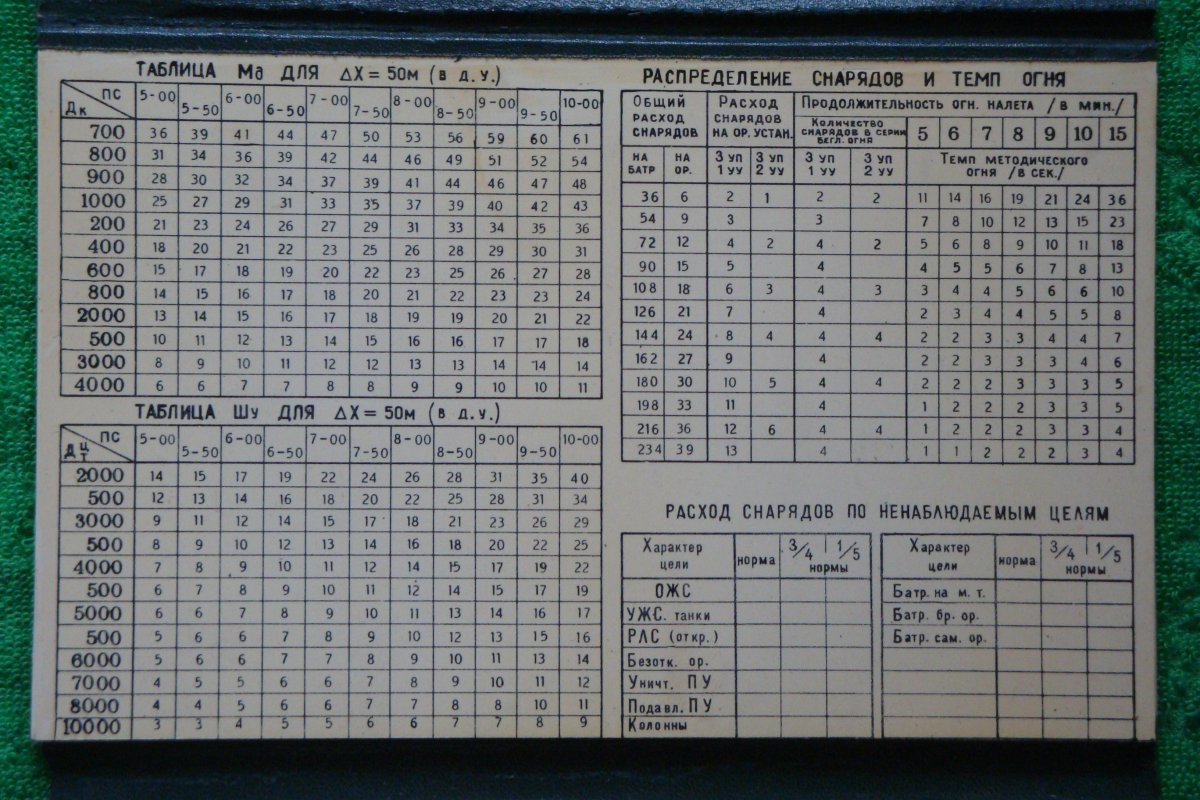 ТАБЛИЦА Мд ДЛЯ ΔХ = 50м (в д.у.)
Дк ПС 5-00 5-50 6-00 6-50 7-00 7-50 8-00 8-50 9-00 9-50 10-00
700 36 39 41 44 47 50 53 56 59 60 61
800 31 34 36 39 42 44 46 49 51 52 54
900 28 30 32 34 37 39 41 44 46 47 48
1000 25 27 29 31 33 35 37 39 40 42 43
200 21 23 24 26 27 29 31 33 34 35 36
400 18 20 21 22 23 25 26 28 29 30 31
600 15 17 18 19 20 22 23 25 26 27 28
800 14 15 16 17 18 20 21 22 23 23 24
2000 13 14 15 16 17 18 19 19 20 21 22
500 10 11 12 13 14 15 16 16 17 17 18
3000 8 9 10 11 12 12 13 13 14 14 14
4000 6 6 7 7 8 8 9 9 10 10 11
ТАБЛИЦА Шу ДЛЯ ΔХ = 50м (в д.у.)
Дцт ПС 5-00 5-50 6-00 6-50 7-00 7-50 8-00 8-50 9-00 9-50 10-00
2000 14 15 17 19 22 24 26 28 31 35 40
500 12 13 14 16 18 20 22 25 28 31 34
3000 9 11 12 14 15 17 18 21 23 26 29
500 8 9 10 12 13 14 16 18 20 22 25
4000 7 8 9 10 11 12 14 15 17 19 22
500 6 7 8 9 10 11 12 14 15 17 19
5000 6 6 7 8 9 10 11 13 14 16 17
500 5 6 6 7 8 9 10 12 13 15 16
6000 5 6 6 7 7 8 9 10 11 13 14
7000 4 5 5 6 6 7 8 9 10 11 12
8000 4 4 5 6 6 7 7 8 8 10 11
10000 3 3 4 5 5 6 6 7 7 8 9
РАСПРЕДЕЛЕНИЕ СНАРЯДОВ И ТЕМП ОГНЯ
Общий расход снарядов
Расход снарядов на ор. устан.
Продолжительность огн. налета /в мин./
Количество снарядов в серии бегл. огня
5 6 7 8 9 10 15
на батр на ор. 3 уп 1 уу 3 уп 2 уу 3 уп 1 уу 3 уп 2 уу Темп методического огня /в сек./
36 6 2 1 2 2 11 14 16 19 21 24 36
54 9 3 3 7 8 10 12 13 15 23
72 12 4 2 4 2 5 6 8 9 10 11 18
90 15 5 4 4 5 5 6 7 8 13
108 18 6 3 4 3 3 4 4 5 6 6 10
126 21 7 4 2 3 4 4 5 5 8
144 24 8 4 4 4 2 2 3 3 4 4 7
162 27 9 4 2 2 3 3 3 4 6
180 30 10 5 4 4 2 2 2 3 3 3 5
198 33 11 4 1 2 2 2 3 3 5
216 36 12 6 4 4 1 2 2 2 3 3 4
234 39 13 4 1 1 2 2 2 3 4
РАСХОД СНАРЯДОВ ПО НЕНАБЛЮДАЕМЫМ ЦЕЛЯМ
Характер цели норма 3/4 | 1/5 нормы
ОЖС
УЖС. танки
РЛС (откр.)
Безотк. ор.
Уничт. ПУ
Подавл. ПУ
Колонны
Характер цели норма 3/4 | 1/5 нормы
Батр. на м. т.
Батр. бр. ор.
Батр. сам. ор.